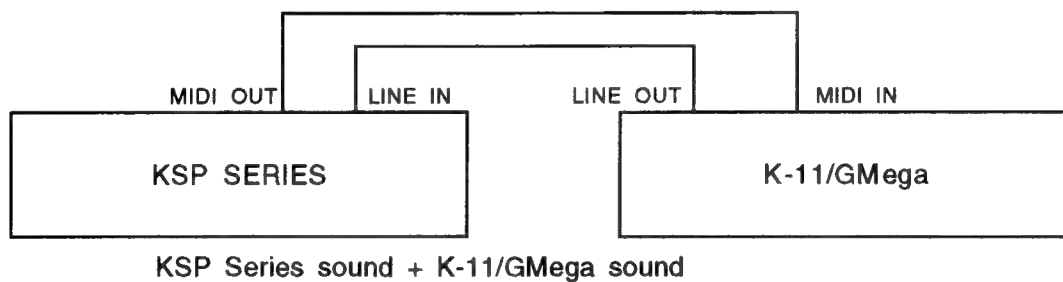 MIDI OUT LINE IN LINE OUT MIDI IN
KSP SERIES K-11/GMega
KSP Series sound + K-11/GMega sound